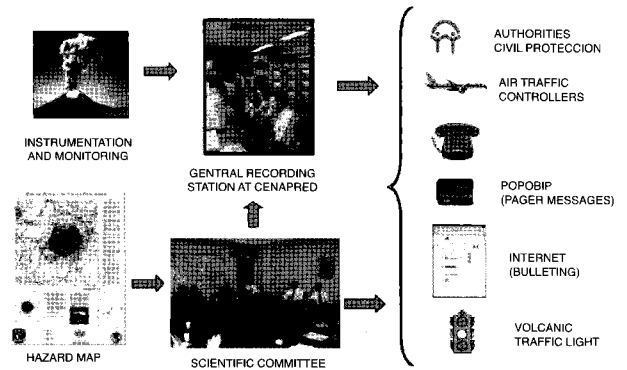 INSTRUMENTATION
AND MONITORING
GENTRAL RECORDING
STATION AT CENAPRED
HAZARD MAP
SCIENTIFIC COMMITTEE
AUTHORITIES
CIVIL PROTECCION
AIR TRAFFIC
CONTROLLERS
POPOBIP
(PAGER MESSAGES)
INTERNET
(BULLETING)
VOLCANIC
TRAFFIC LIGHT